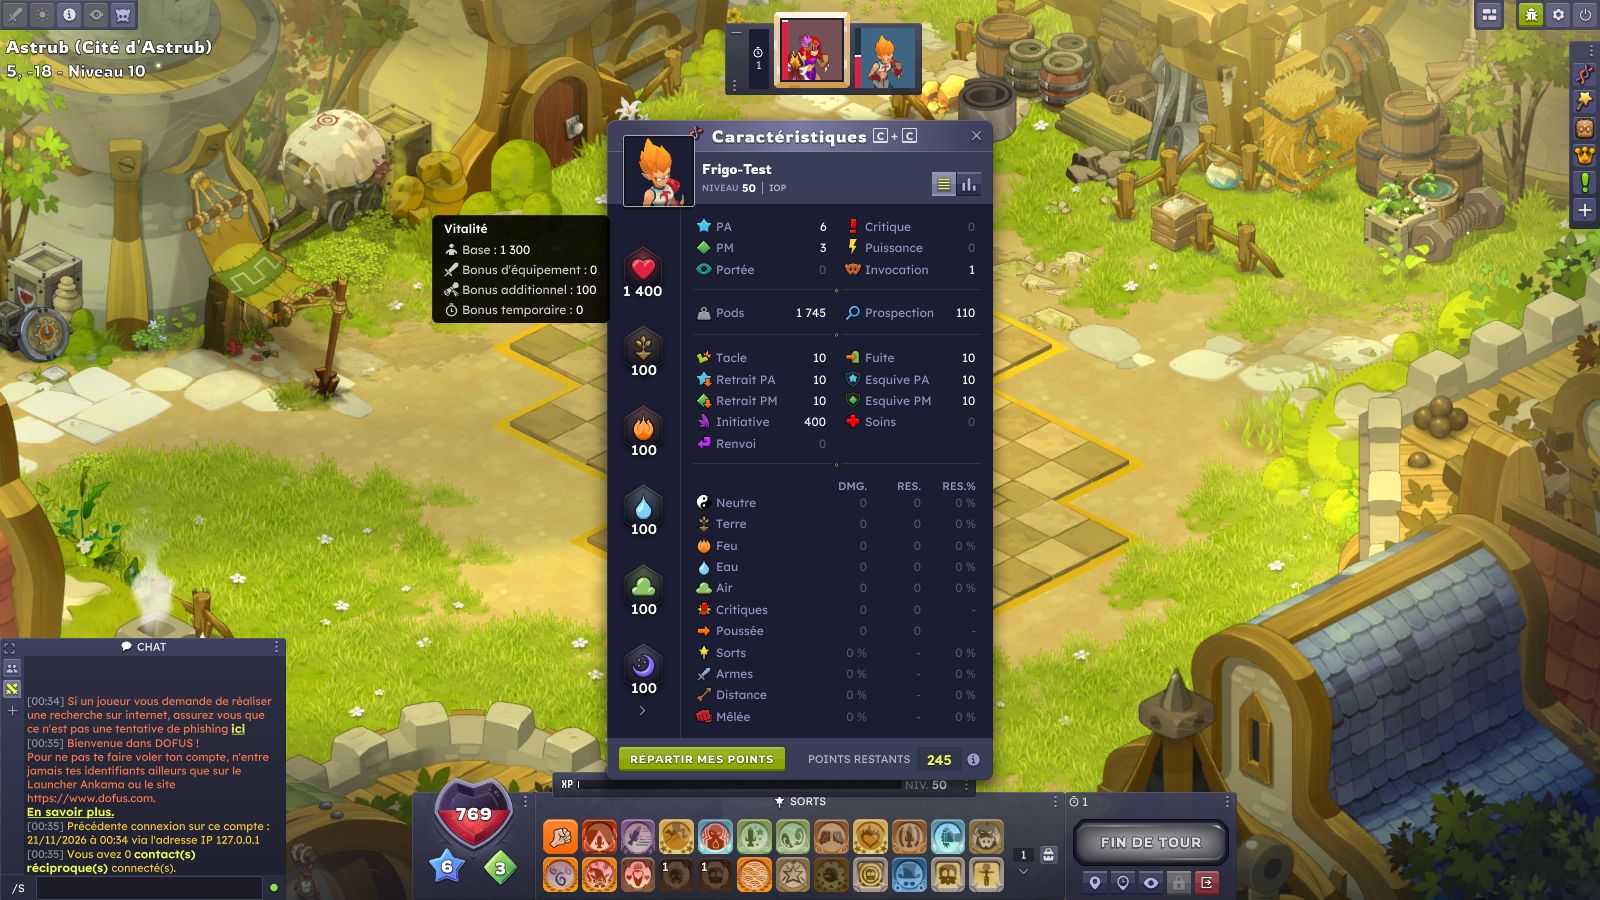 Astrub (Cité d'Astrub)
5, -18 - Niveau 10
1
Caractéristiques C + C
Frigo-Test
NIVEAU 50 | IOP
Vitalité
Base : 1 300
Bonus d'équipement : 0
Bonus additionnel : 100
Bonus temporaire : 0
1 400
100
100
100
100
100
PA 6
Critique 0
PM 3
Puissance 0
Portée 0
Invocation 1
Pods 1 745
Prospection 110
Tacle 10
Fuite 10
Retrait PA 10
Esquive PA 10
Retrait PM 10
Esquive PM 10
Initiative 400
Soins 0
Renvoi 0
DMG. RES. RES.%
Neutre 0 0 0 %
Terre 0 0 0 %
Feu 0 0 0 %
Eau 0 0 0 %
Air 0 0 0 %
Critiques 0 0 -
Poussée 0 0 -
Sorts 0 % - 0 %
Armes 0 % - 0 %
Distance 0 % - 0 %
Mêlée 0 % - 0 %
RÉPARTIR MES POINTS
POINTS RESTANTS 245
XP
NIV. 50
CHAT
[00:34] Si un joueur vous demande de réaliser
une recherche sur internet, assurez vous que
ce n'est pas une tentative de phishing ici
[00:35] Bienvenue dans DOFUS !
Pour ne pas te faire voler ton compte, n'entre
jamais tes identifiants ailleurs que sur le
Launcher Ankama ou le site
https://www.dofus.com.
En savoir plus.
[00:35] Précédente connexion sur ce compte :
21/11/2026 à 00:34 via l'adresse IP 127.0.0.1
[00:35] Vous avez 0 contact(s)
réciproque(s) connecté(s).
/S
769
6
3
SORTS
1
1
1
1
FIN DE TOUR